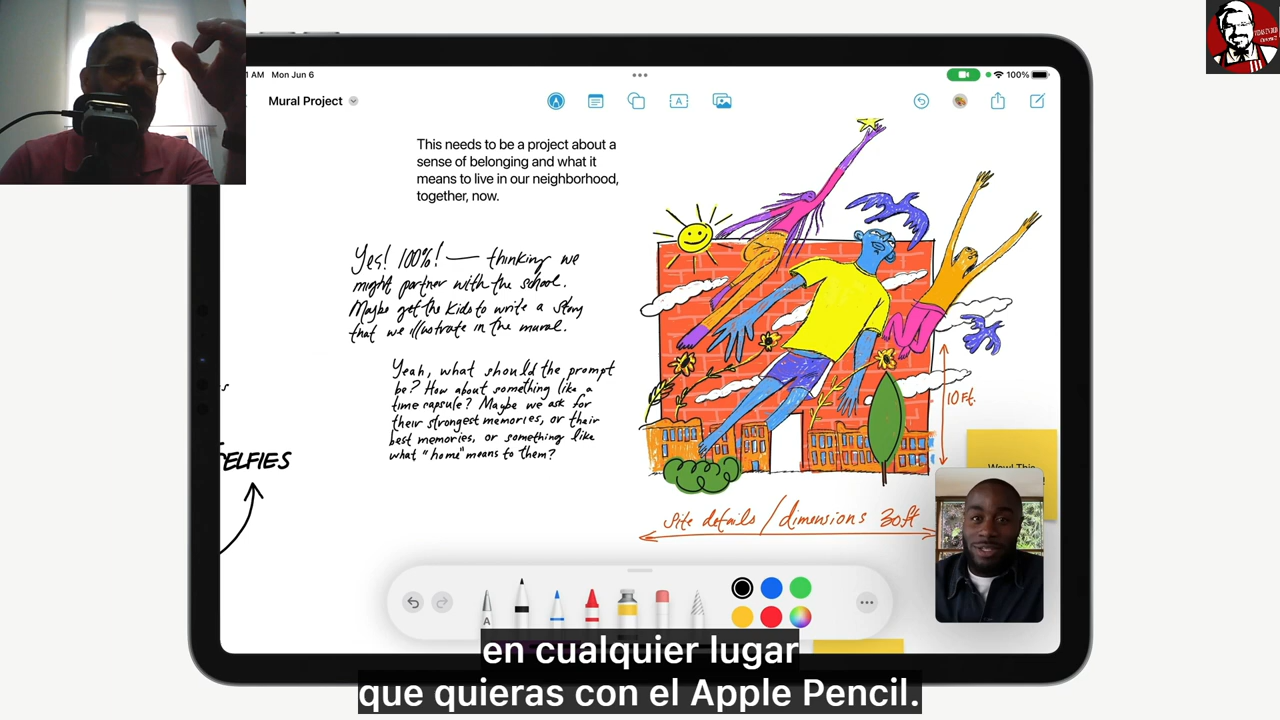 1 AM Mon Jun 6
100%
Mural Project
This needs to be a project about a
sense of belonging and what it
means to live in our neighborhood,
together, now.
Yes! 100%! — thinking we
might partner with the school.
Maybe get the kids to write a story
that we illustrate in the mural.
Yeah, what should the prompt
be? How about something like a
time capsule? Maybe we ask for
their strongest memories, or their
best memories, or something like
what "home" means to them?
ELFIES
10 Ft.
Wow! This
Site details / dimensions 30ft
A
A
en cualquier lugar
que quieras con el Apple Pencil.